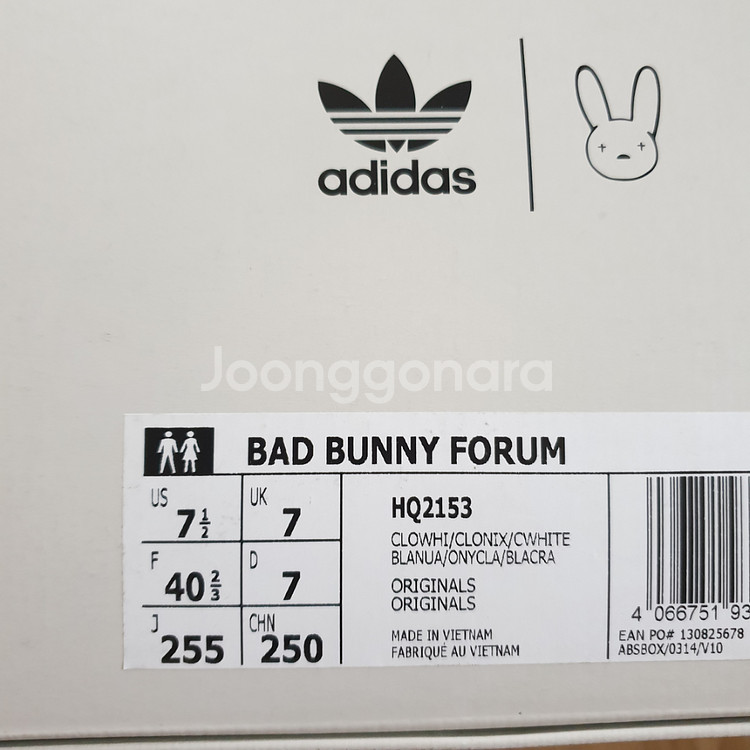 adidas
Joonggonara
BAD BUNNY FORUM
US 7½ UK 7
F 40⅔ D 7
J 255 CHN 250
HQ2153
CLOWHI/CLONIX/CWHITE
BLANUA/ONYCLA/BLACRA
ORIGINALS
ORIGINALS
MADE IN VIETNAM
FABRIQUÉ AU VIETNAM
4 066751 93
EAN PO# 130825678
ABSBOX/0314/V10